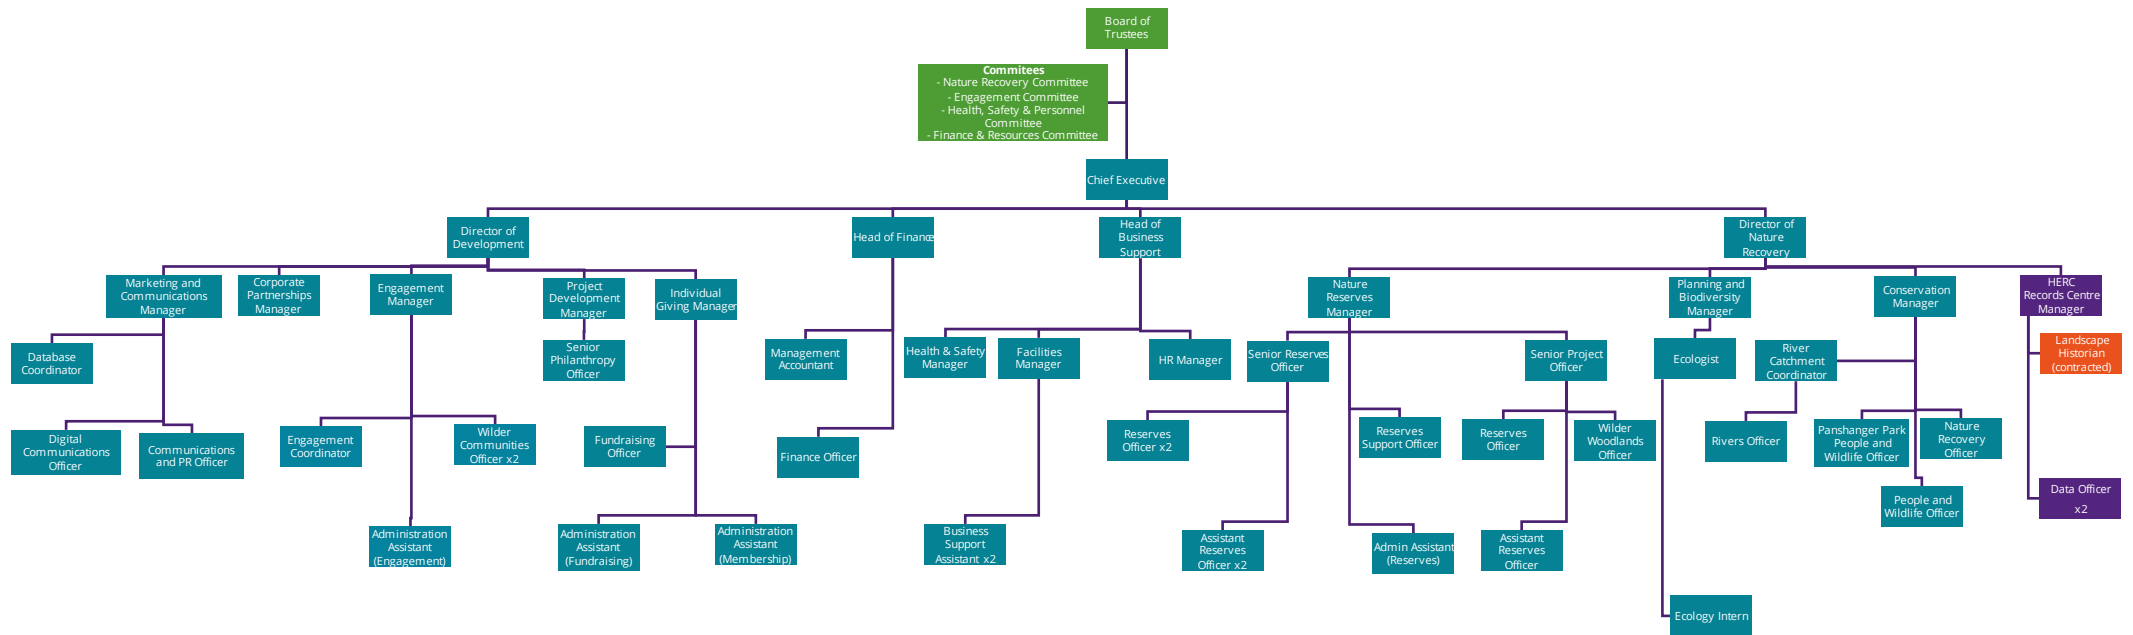 Board of
Trustees
Commitees
- Nature Recovery Committee
- Engagement Committee
- Health, Safety & Personnel
Committee
- Finance & Resources Committee
Chief Executive
Director of
Development
Head of Finance
Head of
Business
Support
Director of
Nature
Recovery
Marketing and
Communications
Manager
Corporate
Partnerships
Manager
Engagement
Manager
Project
Development
Manager
Individual
Giving Manager
Nature
Reserves
Manager
Planning and
Biodiversity
Manager
Conservation
Manager
HERC
Records Centre
Manager
Database
Coordinator
Senior
Philanthropy
Officer
Management
Accountant
Health & Safety
Manager
Facilities
Manager
HR Manager
Senior Reserves
Officer
Senior Project
Officer
Ecologist
River
Catchment
Coordinator
Landscape
Historian
(contracted)
Digital
Communications
Officer
Communications
and PR Officer
Engagement
Coordinator
Wilder
Communities
Officer x2
Fundraising
Officer
Finance Officer
Reserves
Officer x2
Reserves
Support Officer
Reserves
Officer
Wilder
Woodlands
Officer
Rivers Officer
Panshanger Park
People and
Wildlife Officer
Nature
Recovery
Officer
People and
Wildlife Officer
Data Officer
x2
Administration
Assistant
(Engagement)
Administration
Assistant
(Fundraising)
Administration
Assistant
(Membership)
Business
Support
Assistant x2
Assistant
Reserves
Officer x2
Admin Assistant
(Reserves)
Assistant
Reserves
Officer
Ecology Intern